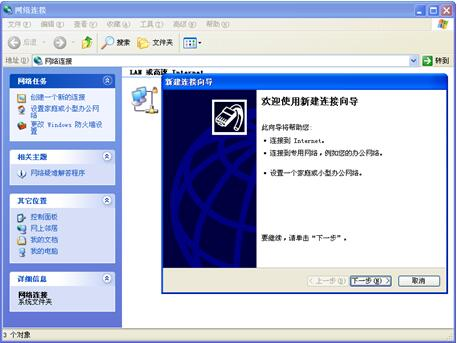 网络连接
文件(F) 编辑(E) 查看(V) 收藏(A) 工具(T) 高级(N) 帮助(H)
后退 搜索 文件夹
地址(D) 网络连接 转到
网络任务
创建一个新的连接
设置家庭或小型办公网
络
更改 Windows 防火墙设
置
相关主题
网络疑难解答程序
其它位置
控制面板
网上邻居
我的文档
我的电脑
详细信息
网络连接
系统文件夹
LAN 或高速 Internet
新建连接向导
欢迎使用新建连接向导
此向导将帮助您:
• 连接到 Internet。
• 连接到专用网络，例如您的办公网络。
• 设置一个家庭或小型办公网络。
要继续，请单击“下一步”。
<上一步(B) 下一步(N)> 取消
3 个对象